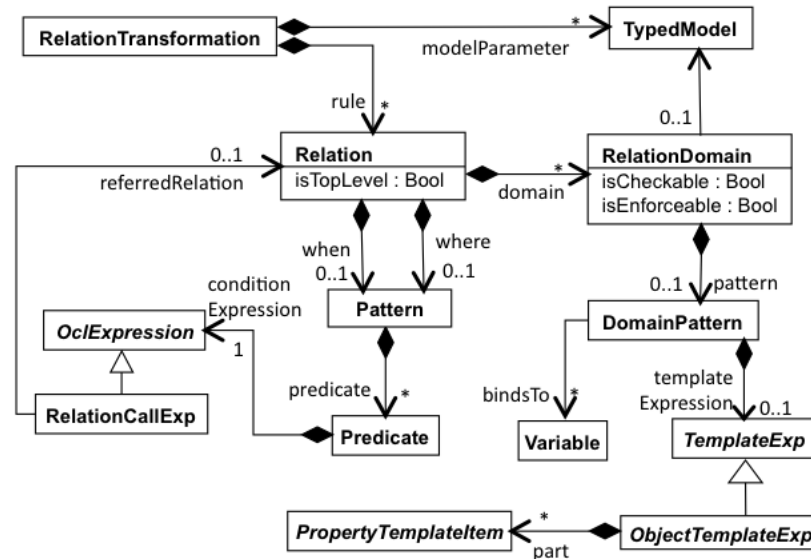 RelationTransformation
*
TypedModel
modelParameter
rule
*
0..1
0..1
referredRelation
Relation
isTopLevel : Bool
*
domain
RelationDomain
isCheckable : Bool
isEnforceable : Bool
when
0..1
where
0..1
condition
Expression
1
OclExpression
Pattern
0..1
pattern
DomainPattern
RelationCallExp
predicate
*
Predicate
bindsTo
*
Variable
template
Expression
0..1
TemplateExp
PropertyTemplateItem
*
part
ObjectTemplateExp